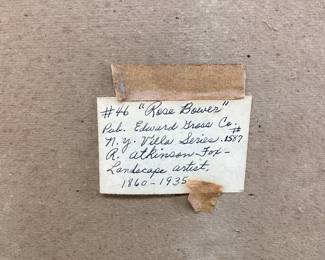 #46 "Rose Bower"
Pub. Edward Gross Co.
N.Y. Villa Series. #1587
R. Atkinson-Fox-
Landscape artist,
1860-1935